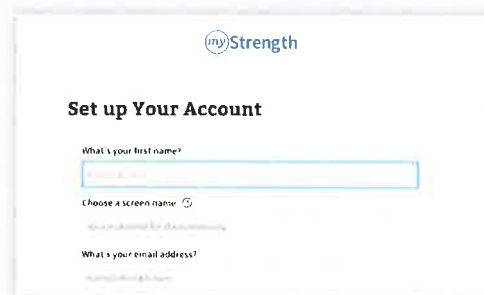 myStrength
Set up Your Account
What's your first name?
Choose a screen name
What's your email address?